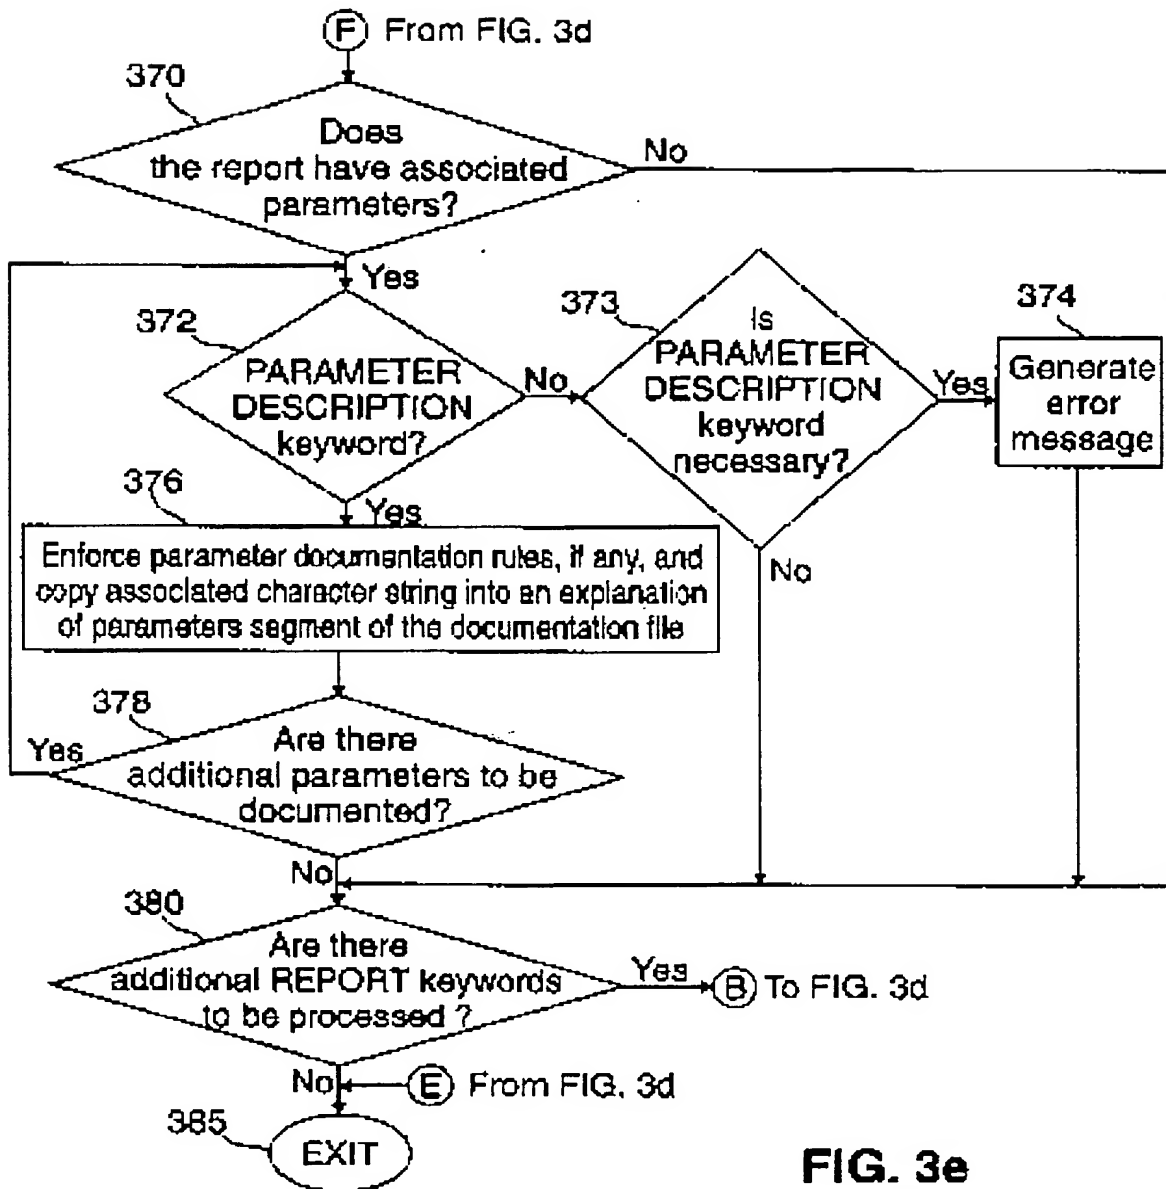 F From FIG. 3d
370
Does
the report have associated
parameters?
No
Yes
372
PARAMETER
DESCRIPTION
keyword?
No
373
Is
PARAMETER
DESCRIPTION
keyword
necessary?
Yes
374
Generate
error
message
No
Yes
376
Enforce parameter documentation rules, if any, and
copy associated character string into an explanation
of parameters segment of the documentation file
378
Are there
additional parameters to be
documented?
Yes
No
380
Are there
additional REPORT keywords
to be processed ?
Yes
B To FIG. 3d
No
E From FIG. 3d
385
EXIT
FIG. 3e